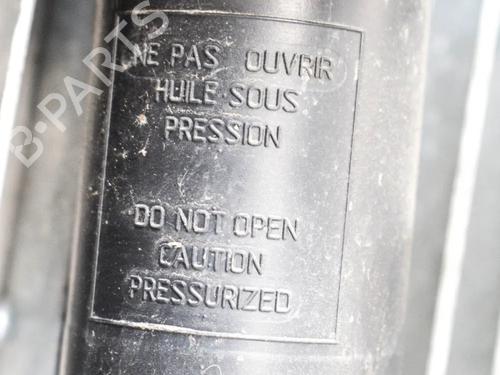 NE PAS OUVRIR
HUILE SOUS
PRESSION
DO NOT OPEN
CAUTION
PRESSURIZED
B-PARTS